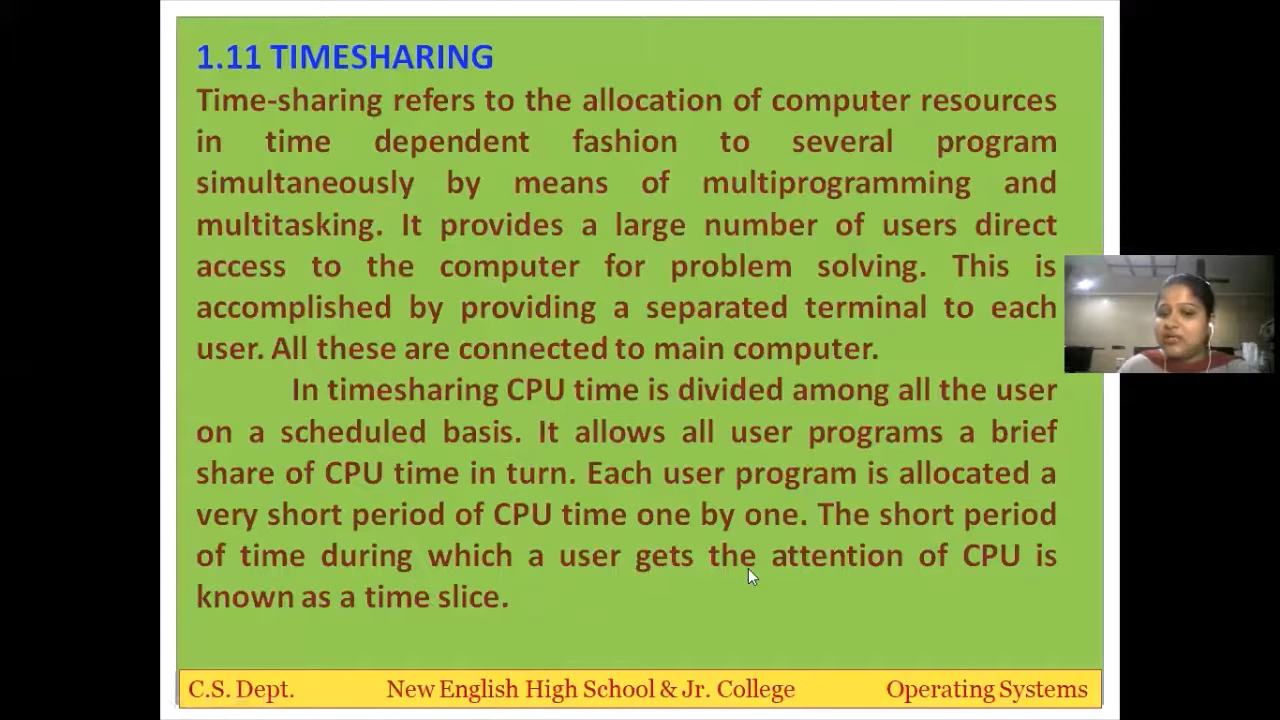 1.11 TIMESHARING
Time-sharing refers to the allocation of computer resources
in time dependent fashion to several program
simultaneously by means of multiprogramming and
multitasking. It provides a large number of users direct
access to the computer for problem solving. This is
accomplished by providing a separated terminal to each
user. All these are connected to main computer.
In timesharing CPU time is divided among all the user
on a scheduled basis. It allows all user programs a brief
share of CPU time in turn. Each user program is allocated a
very short period of CPU time one by one. The short period
of time during which a user gets the attention of CPU is
known as a time slice.
C.S. Dept. New English High School & Jr. College Operating Systems